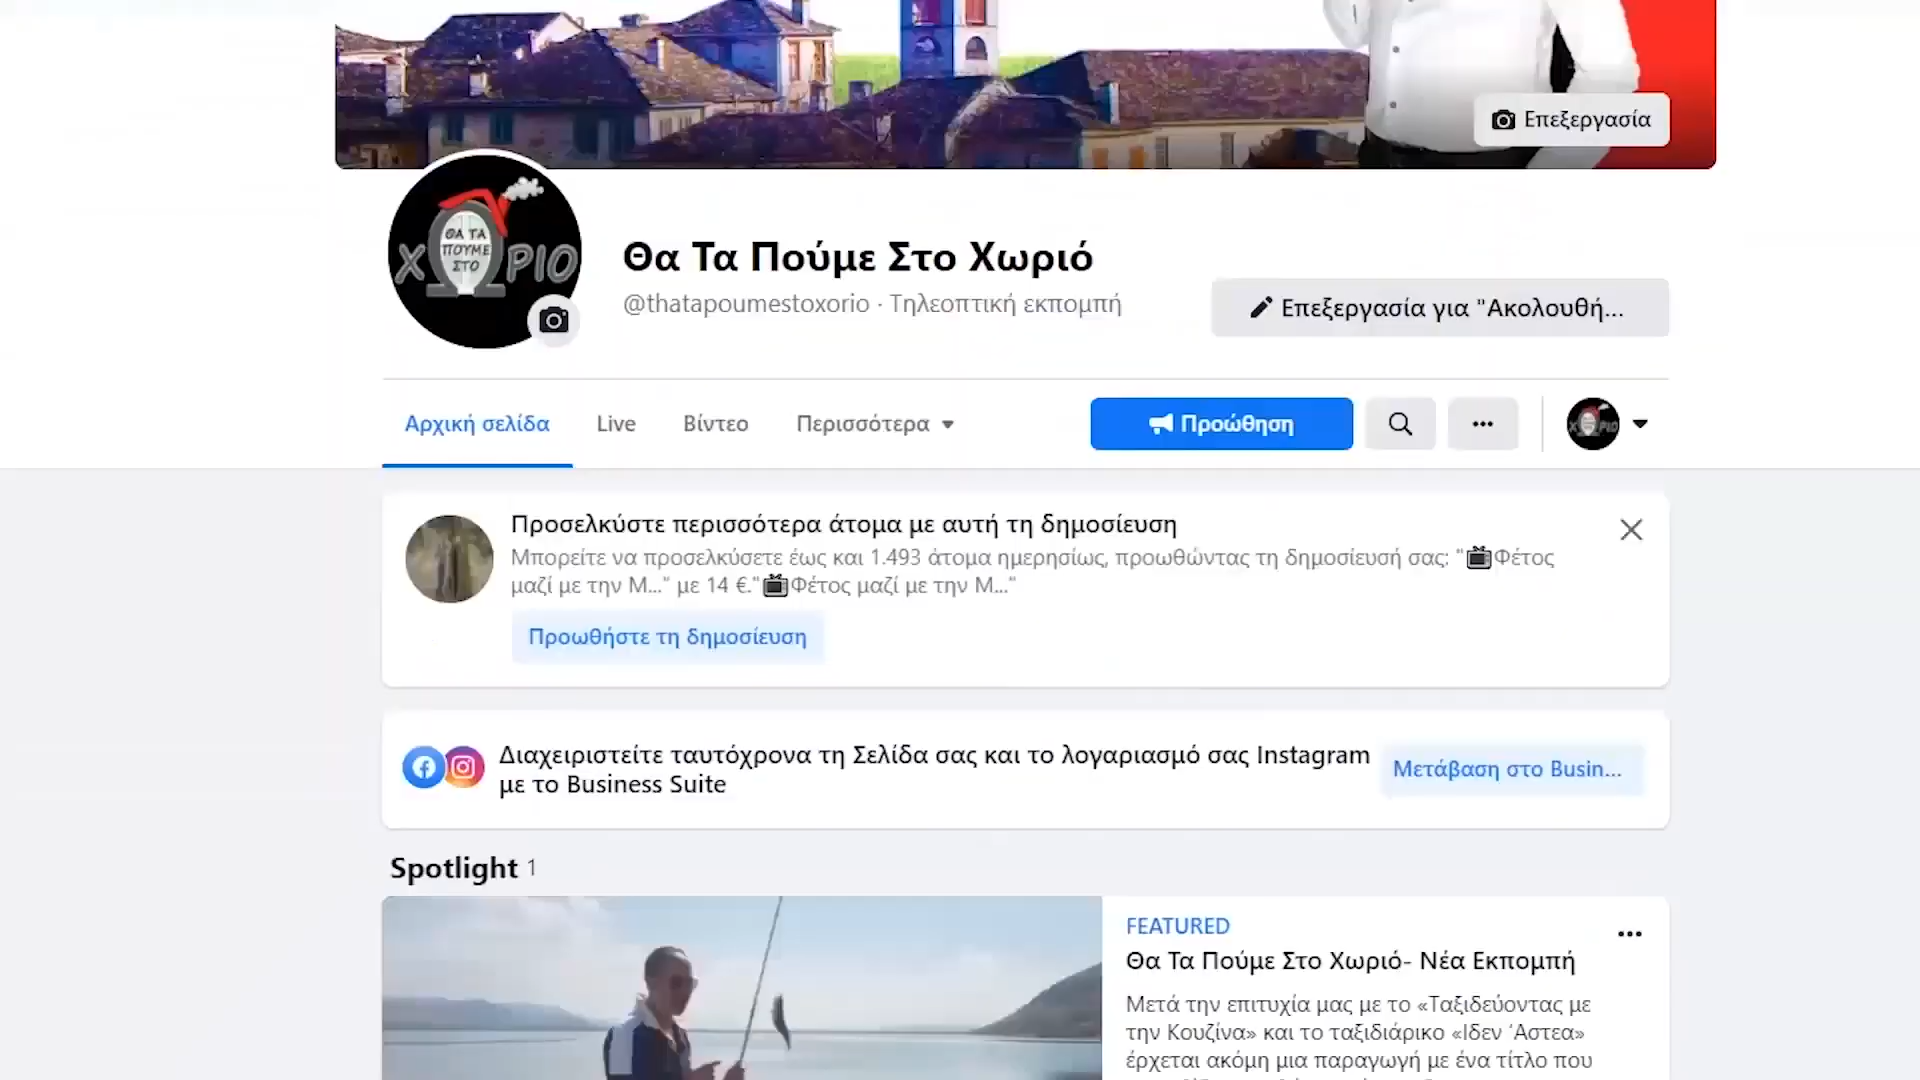 Επεξεργασία
ΘΑ ΤΑ
ΠΟΥΜΕ
ΣΤΟ
ΧΩΡΙΟ
Θα Τα Πούμε Στο Χωριό
@thatapoumestoxorio · Τηλεοπτική εκπομπή
Επεξεργασία για "Ακολουθή...
Αρχική σελίδα
Live
Βίντεο
Περισσότερα
Προώθηση
Προσελκύστε περισσότερα άτομα με αυτή τη δημοσίευση
Μπορείτε να προσελκύσετε έως και 1.493 άτομα ημερησίως, προωθώντας τη δημοσίευσή σας: "📺Φέτος
μαζί με την Μ..." με 14 €."📺Φέτος μαζί με την Μ..."
Προωθήστε τη δημοσίευση
Διαχειριστείτε ταυτόχρονα τη Σελίδα σας και το λογαριασμό σας Instagram
με το Business Suite
Μετάβαση στο Busin...
Spotlight 1
FEATURED
Θα Τα Πούμε Στο Χωριό- Νέα Εκπομπή
Μετά την επιτυχία μας με το «Ταξιδεύοντας με
την Κουζίνα» και το ταξιδιάρικο «Ιδεν ‘Αστεα»
έρχεται ακόμη μια παραγωγή με ένα τίτλο που